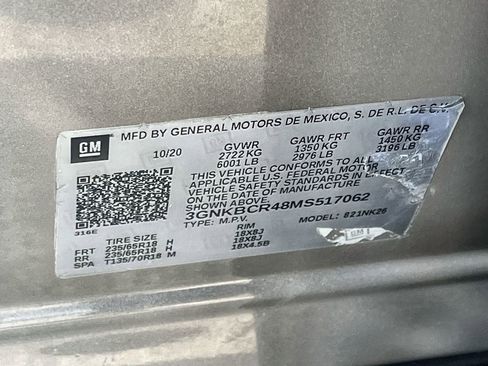 GM
MFD BY GENERAL MOTORS DE MEXICO, S. DE R.L. DE C.V.
10/20 GVWR GAWR FRT GAWR RR
2722 KG 1350 KG 1450 KG
6001 LB 2976 LB 3196 LB
THIS VEHICLE CONFORMS TO ALL APPLICABLE U.S. FEDERAL MOTOR
VEHICLE SAFETY STANDARDS IN EFFECT
ON THE DATE OF MANUFACTURE
3GNKBCR48MS517062
TYPE: M.P.V. MODEL: 821NK26
316E
TIRE SIZE RIM
FRT 235/65R18 H 18X8J
RR 235/65R18 H 18X8J
SPA T135/70R18 M 18X4.5B